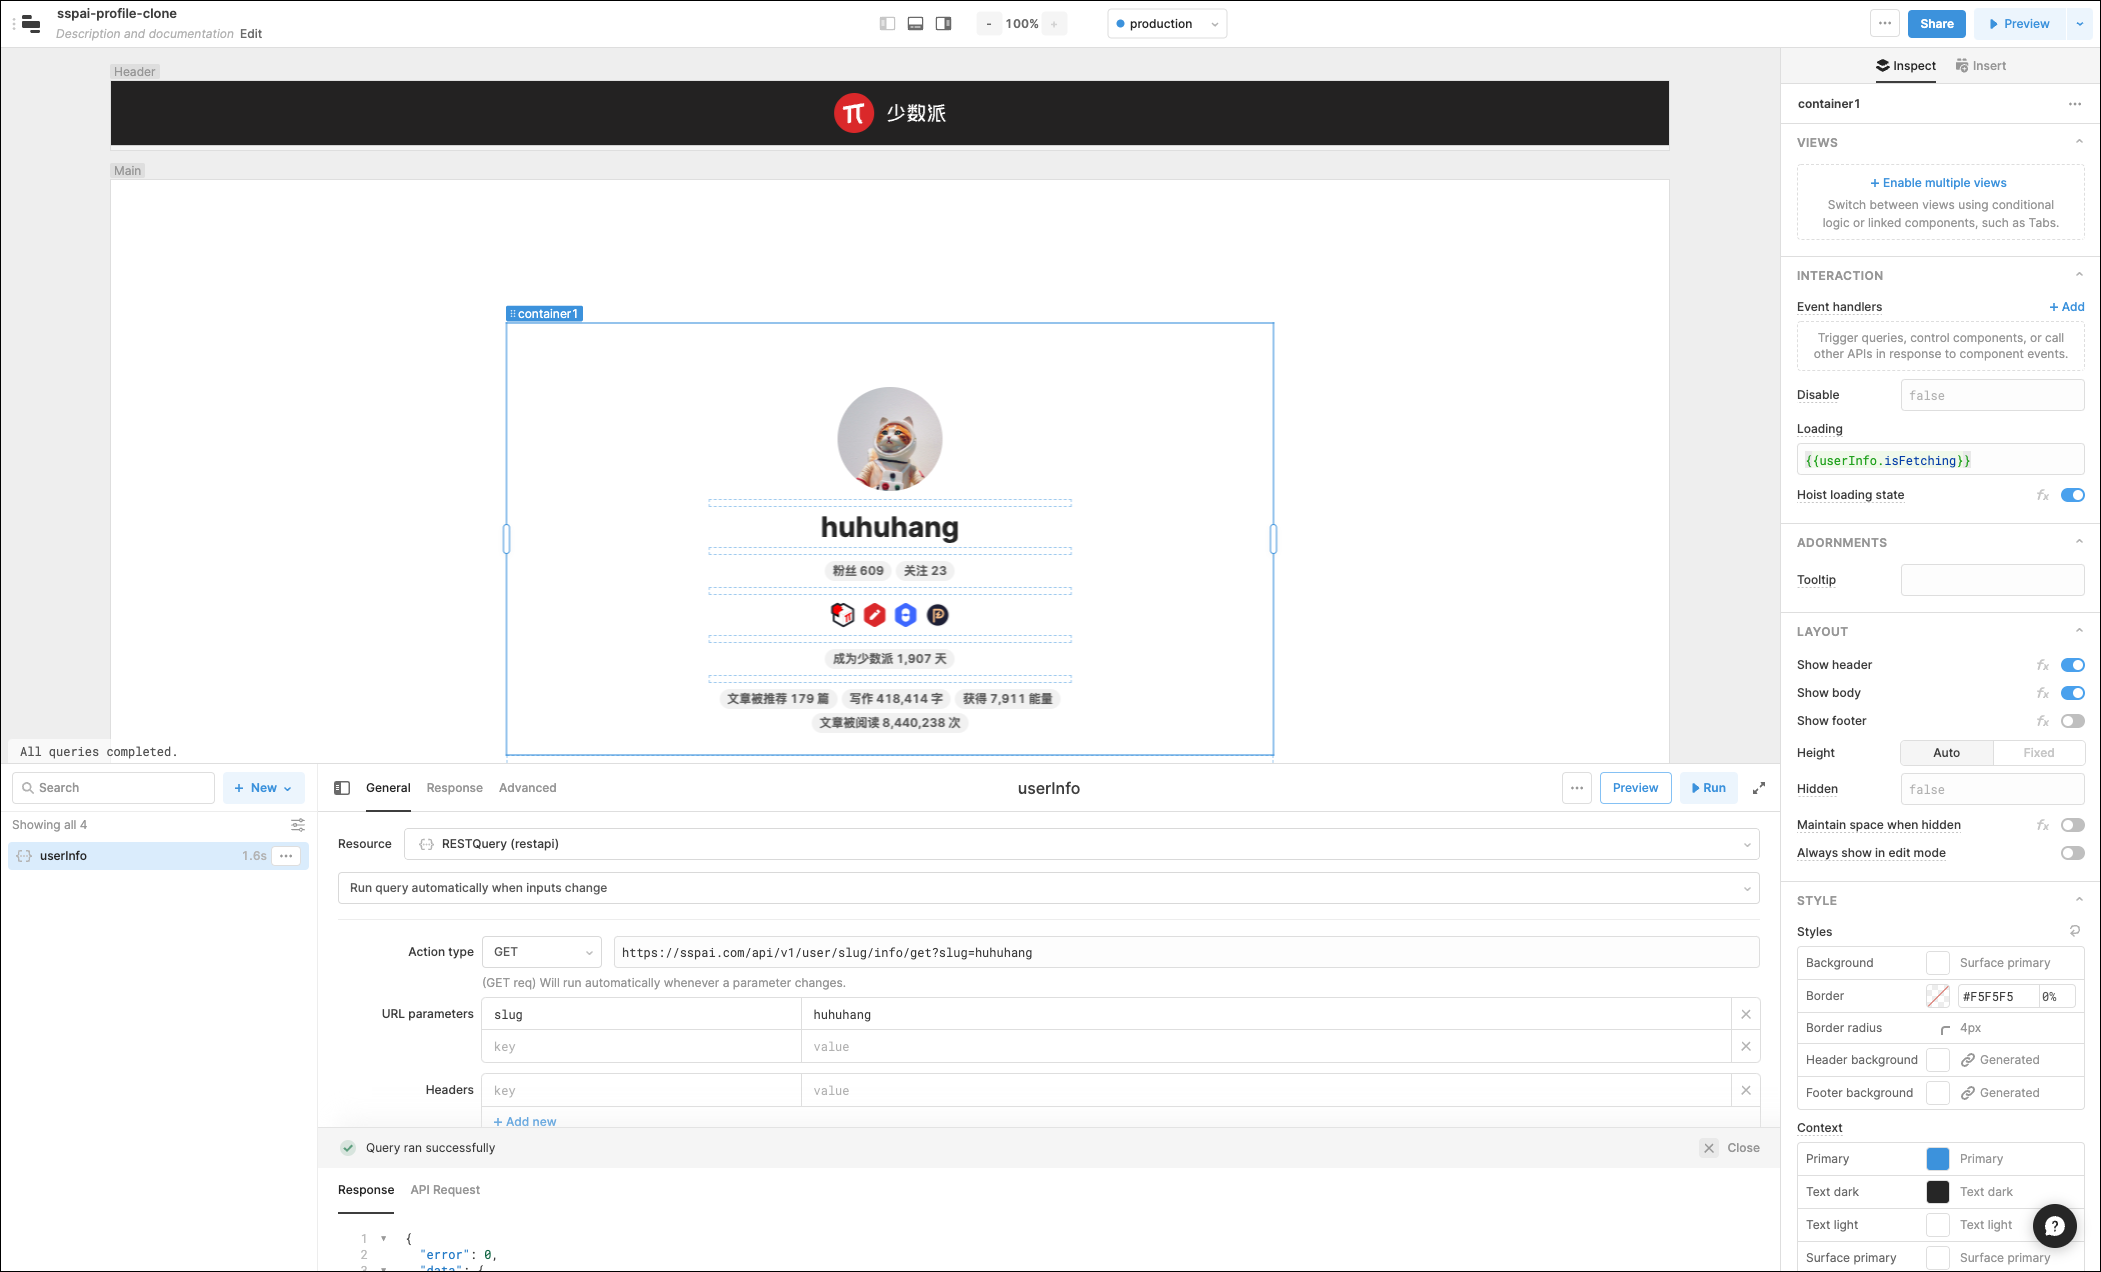 sspai-profile-clone
Description and documentation Edit
- 100% +
production
Share
Preview
Header
π 少数派
Main
container1
huhuhang
粉丝 609 关注 23
成为少数派 1,907 天
文章被推荐 179 篇 写作 418,414 字 获得 7,911 能量
文章被阅读 8,440,238 次
All queries completed.
Search
+ New
Showing all 4
userInfo 1.6s
General Response Advanced
userInfo
Preview
Run
Resource
RESTQuery (restapi)
Run query automatically when inputs change
Action type
GET
https://sspai.com/api/v1/user/slug/info/get?slug=huhuhang
(GET req) Will run automatically whenever a parameter changes.
URL parameters
slug huhuhang
key value
Headers
key value
+ Add new
Query ran successfully
Close
Response API Request
1 {
2 "error": 0,
3 "data": {
Inspect Insert
container1
VIEWS
+ Enable multiple views
Switch between views using conditional
logic or linked components, such as Tabs.
INTERACTION
Event handlers + Add
Trigger queries, control components, or call
other APIs in response to component events.
Disable false
Loading
{{userInfo.isFetching}}
Hoist loading state fx
ADORNMENTS
Tooltip
LAYOUT
Show header fx
Show body fx
Show footer fx
Height Auto Fixed
Hidden false
Maintain space when hidden fx
Always show in edit mode
STYLE
Styles
Background Surface primary
Border #F5F5F5 0%
Border radius 4px
Header background Generated
Footer background Generated
Context
Primary Primary
Text dark Text dark
Text light Text light
Surface primary Surface primary